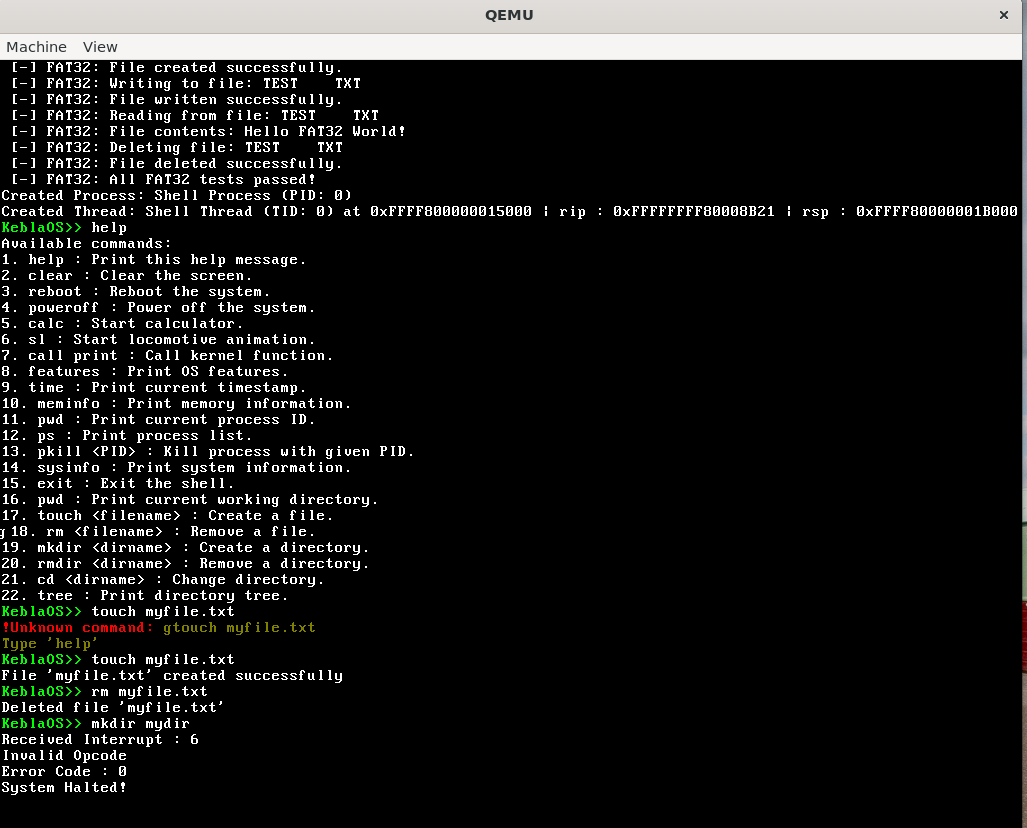 QEMU
Machine View
[-] FAT32: File created successfully.
[-] FAT32: Writing to file: TEST    TXT
[-] FAT32: File written successfully.
[-] FAT32: Reading from file: TEST    TXT
[-] FAT32: File contents: Hello FAT32 World!
[-] FAT32: Deleting file: TEST    TXT
[-] FAT32: File deleted successfully.
[-] FAT32: All FAT32 tests passed!
Created Process: Shell Process (PID: 0)
Created Thread: Shell Thread (TID: 0) at 0xFFFF800000015000 | rip : 0xFFFFFFFF80008B21 | rsp : 0xFFFF80000001B000
KeblaOS>> help
Available commands:
1. help : Print this help message.
2. clear : Clear the screen.
3. reboot : Reboot the system.
4. poweroff : Power off the system.
5. calc : Start calculator.
6. sl : Start locomotive animation.
7. call print : Call kernel function.
8. features : Print OS features.
9. time : Print current timestamp.
10. meminfo : Print memory information.
11. pwd : Print current process ID.
12. ps : Print process list.
13. pkill <PID> : Kill process with given PID.
14. sysinfo : Print system information.
15. exit : Exit the shell.
16. pwd : Print current working directory.
17. touch <filename> : Create a file.
g 18. rm <filename> : Remove a file.
19. mkdir <dirname> : Create a directory.
20. rmdir <dirname> : Remove a directory.
21. cd <dirname> : Change directory.
22. tree : Print directory tree.
KeblaOS>> touch myfile.txt
!Unknown command: gtouch myfile.txt
Type 'help'
KeblaOS>> touch myfile.txt
File 'myfile.txt' created successfully
KeblaOS>> rm myfile.txt
Deleted file 'myfile.txt'
KeblaOS>> mkdir mydir
Received Interrupt : 6
Invalid Opcode
Error Code : 0
System Halted!